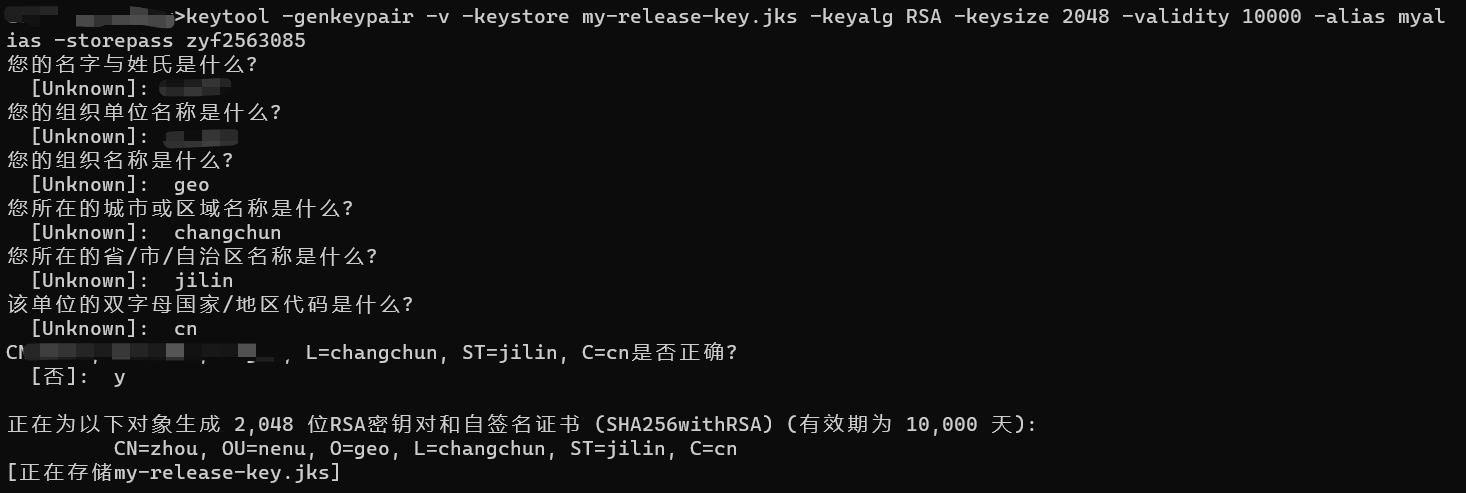 >keytool -genkeypair -v -keystore my-release-key.jks -keyalg RSA -keysize 2048 -validity 10000 -alias myal
ias -storepass zyf2563085
您的名字与姓氏是什么?
[Unknown]:
您的组织单位名称是什么?
[Unknown]:
您的组织名称是什么?
[Unknown]: geo
您所在的城市或区域名称是什么?
[Unknown]: changchun
您所在的省/市/自治区名称是什么?
[Unknown]: jilin
该单位的双字母国家/地区代码是什么?
[Unknown]: cn
CN , L=changchun, ST=jilin, C=cn是否正确?
[否]: y
正在为以下对象生成 2,048 位RSA密钥对和自签名证书 (SHA256withRSA) (有效期为 10,000 天):
CN=zhou, OU=nenu, O=geo, L=changchun, ST=jilin, C=cn
[正在存储my-release-key.jks]